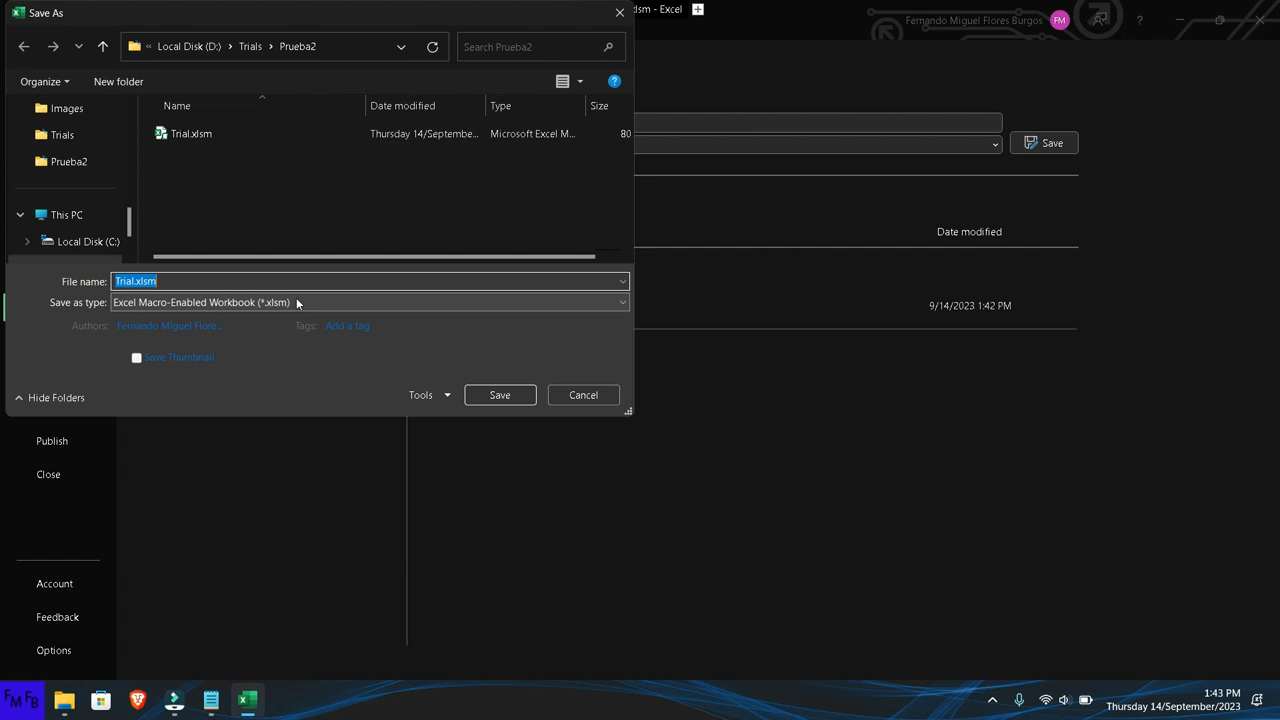 Save As
.xlsm - Excel
Fernando Miguel Flores Burgos
FM
?
« Local Disk (D:) > Trials > Prueba2
Search Prueba2
Organize
New folder
?
Images
Trials
Prueba2
This PC
Local Disk (C:)
Name
Date modified
Type
Size
Trial.xlsm
Thursday 14/Septembe...
Microsoft Excel M...
80
Save
Date modified
9/14/2023 1:42 PM
File name:
Trial.xlsm
Save as type:
Excel Macro-Enabled Workbook (*.xlsm)
Authors:
Fernando Miguel Flore...
Tags:
Add a tag
Save Thumbnail
Hide Folders
Tools
Save
Cancel
Publish
Close
Account
Feedback
Options
FM FB
1:43 PM
Thursday 14/September/2023